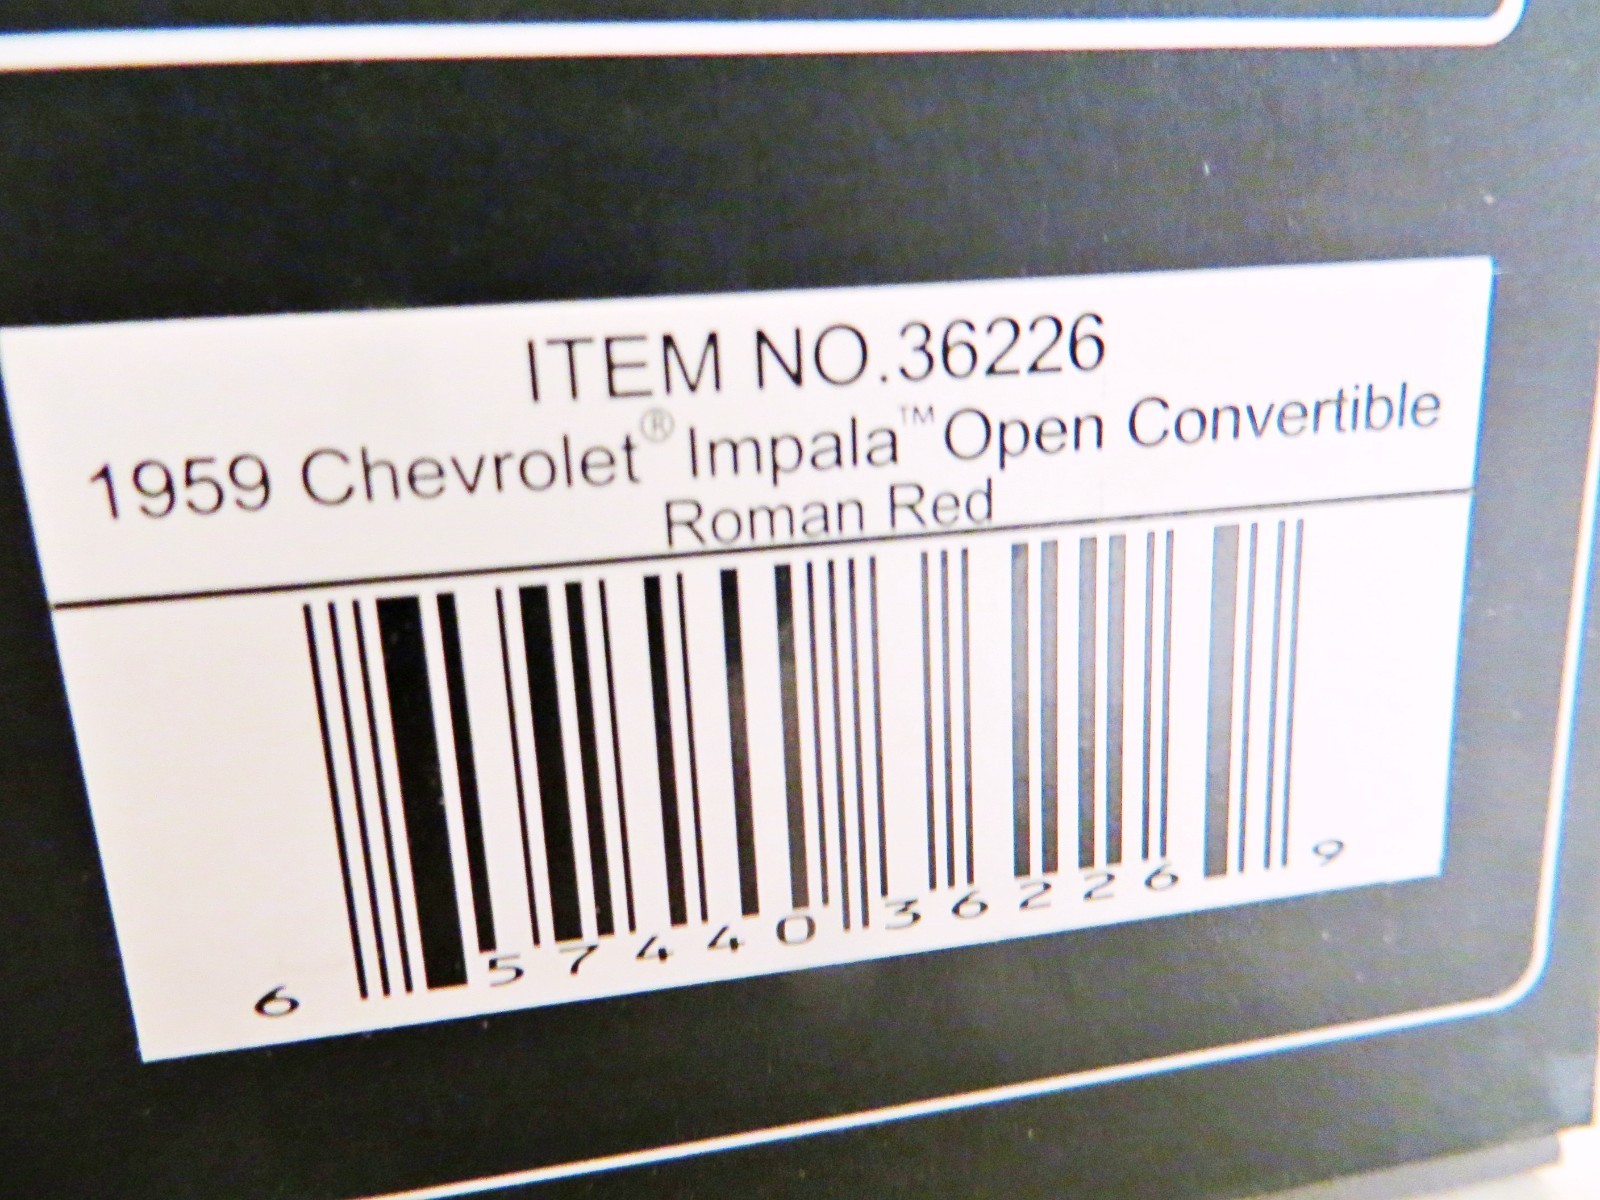 ITEM NO.36226
1959 Chevrolet® Impala™ Open Convertible
Roman Red
6 57440 36226 9